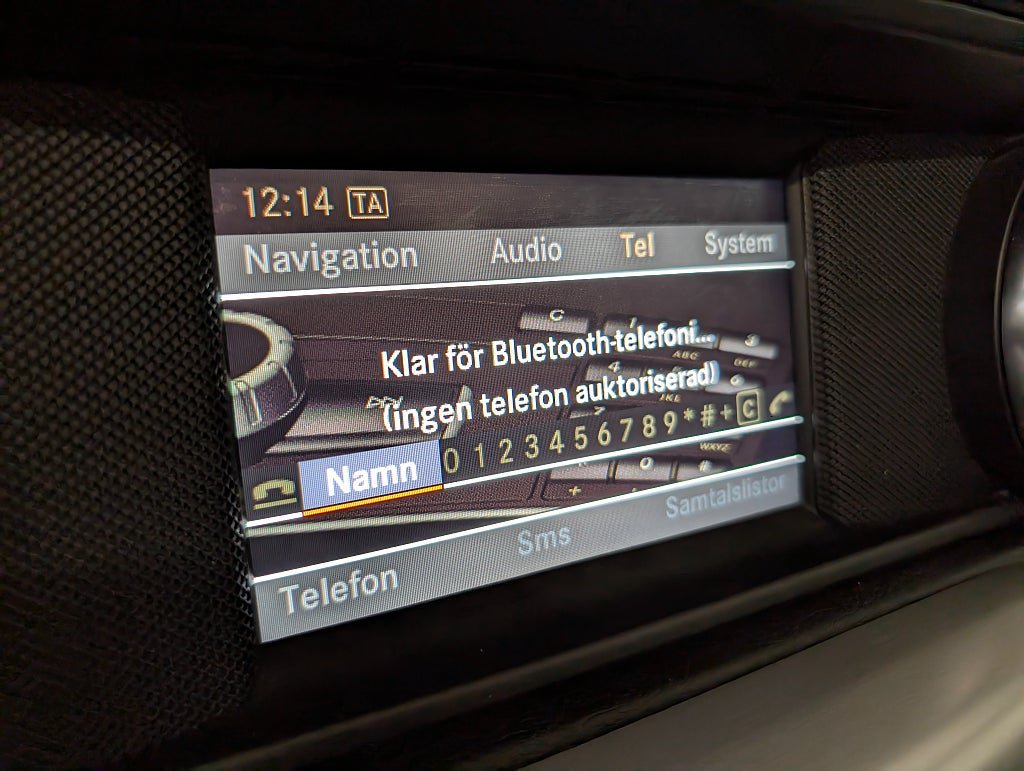 12:14 TA
Navigation Audio Tel System
Klar för Bluetooth-telefoni...
(ingen telefon auktoriserad)
Namn 0 1 2 3 4 5 6 7 8 9 * # + C
Telefon Sms Samtalslistor